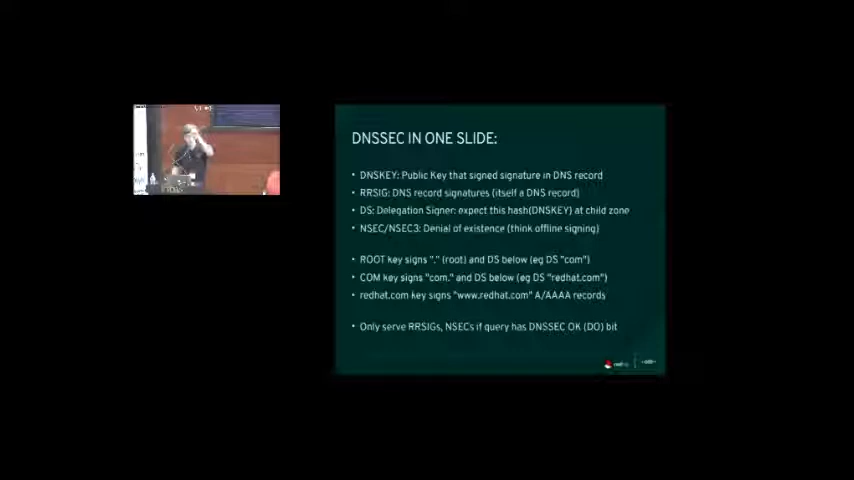 DNSSEC IN ONE SLIDE:
• DNSKEY: Public Key that signed signature in DNS record
• RRSIG: DNS record signatures (itself a DNS record)
• DS: Delegation Signer: expect this hash(DNSKEY) at child zone
• NSEC/NSEC3: Denial of existence (think offline signing)
• ROOT key signs "." (root) and DS below (eg DS "com")
• COM key signs "com." and DS below (eg DS "redhat.com")
• redhat.com key signs "www.redhat.com" A/AAAA records
• Only serve RRSIGs, NSECs if query has DNSSEC OK (DO) bit